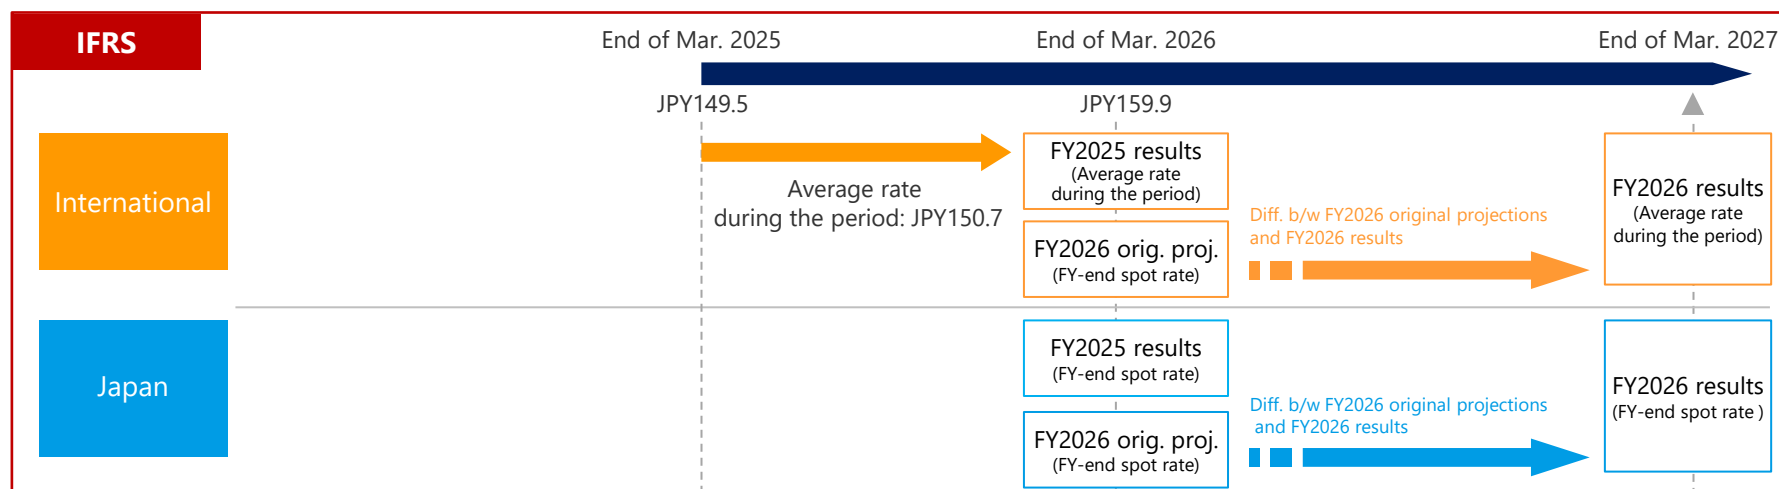 IFRS
End of Mar. 2025
End of Mar. 2026
End of Mar. 2027
JPY149.5
JPY159.9
International
Average rate
during the period: JPY150.7
FY2025 results
(Average rate
during the period)
FY2026 orig. proj.
(FY-end spot rate)
Diff. b/w FY2026 original projections
and FY2026 results
FY2026 results
(Average rate
during the period)
Japan
FY2025 results
(FY-end spot rate)
FY2026 orig. proj.
(FY-end spot rate)
Diff. b/w FY2026 original projections
and FY2026 results
FY2026 results
(FY-end spot rate )